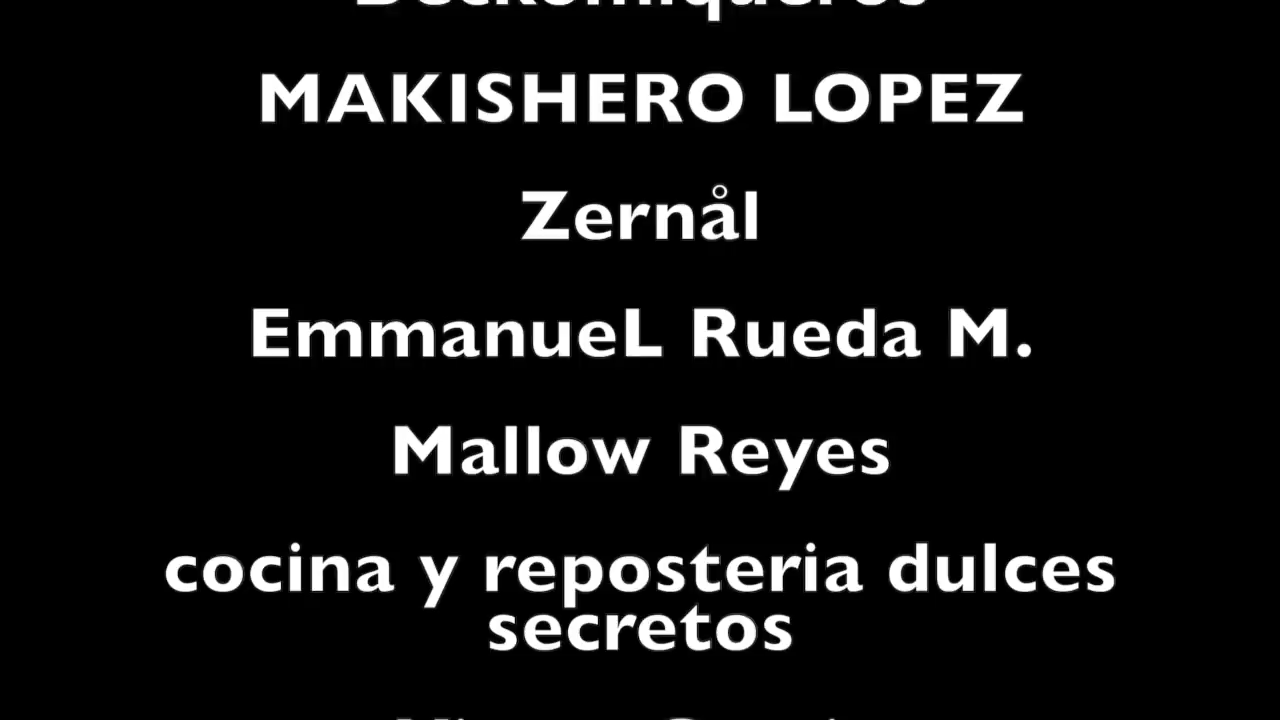 MAKISHERO LOPEZ
Zernål
EmmanueL Rueda M.
Mallow Reyes
cocina y reposteria dulces
secretos